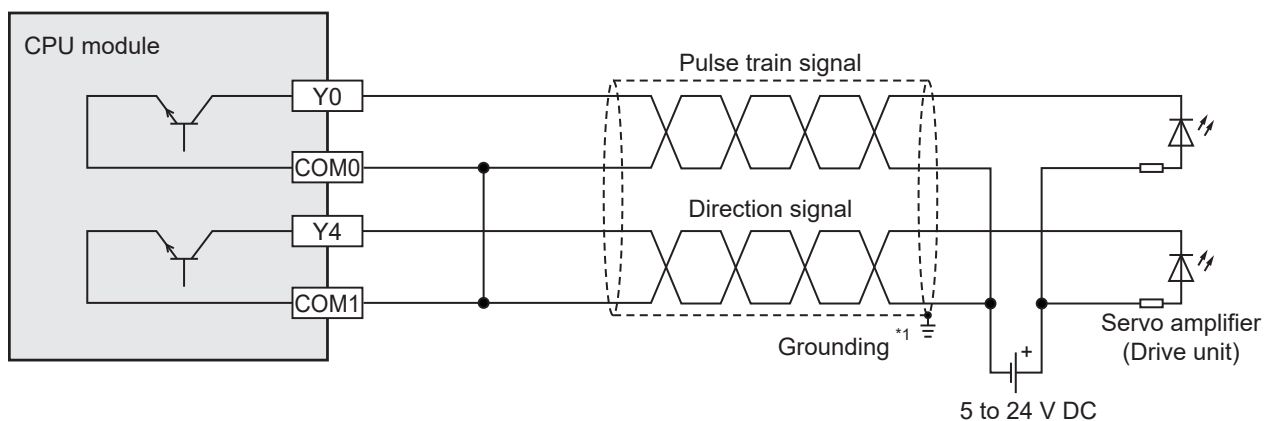 CPU module
Pulse train signal
Y0
COM0
Direction signal
Y4
COM1
Grounding *1
Servo amplifier
(Drive unit)
+
5 to 24 V DC